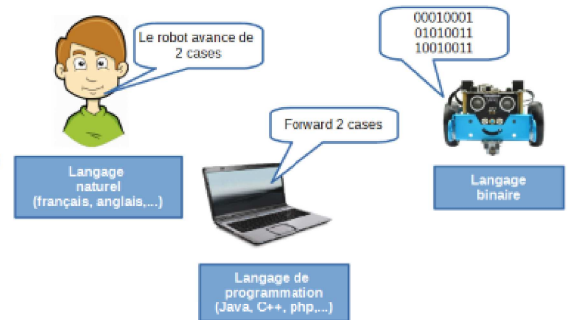 Le robot avance de
2 cases
00010001
01010011
10010011
Forward 2 cases
Langage
naturel
(français, anglais,...)
Langage
binaire
Langage de
programmation
(Java, C++, php,...)